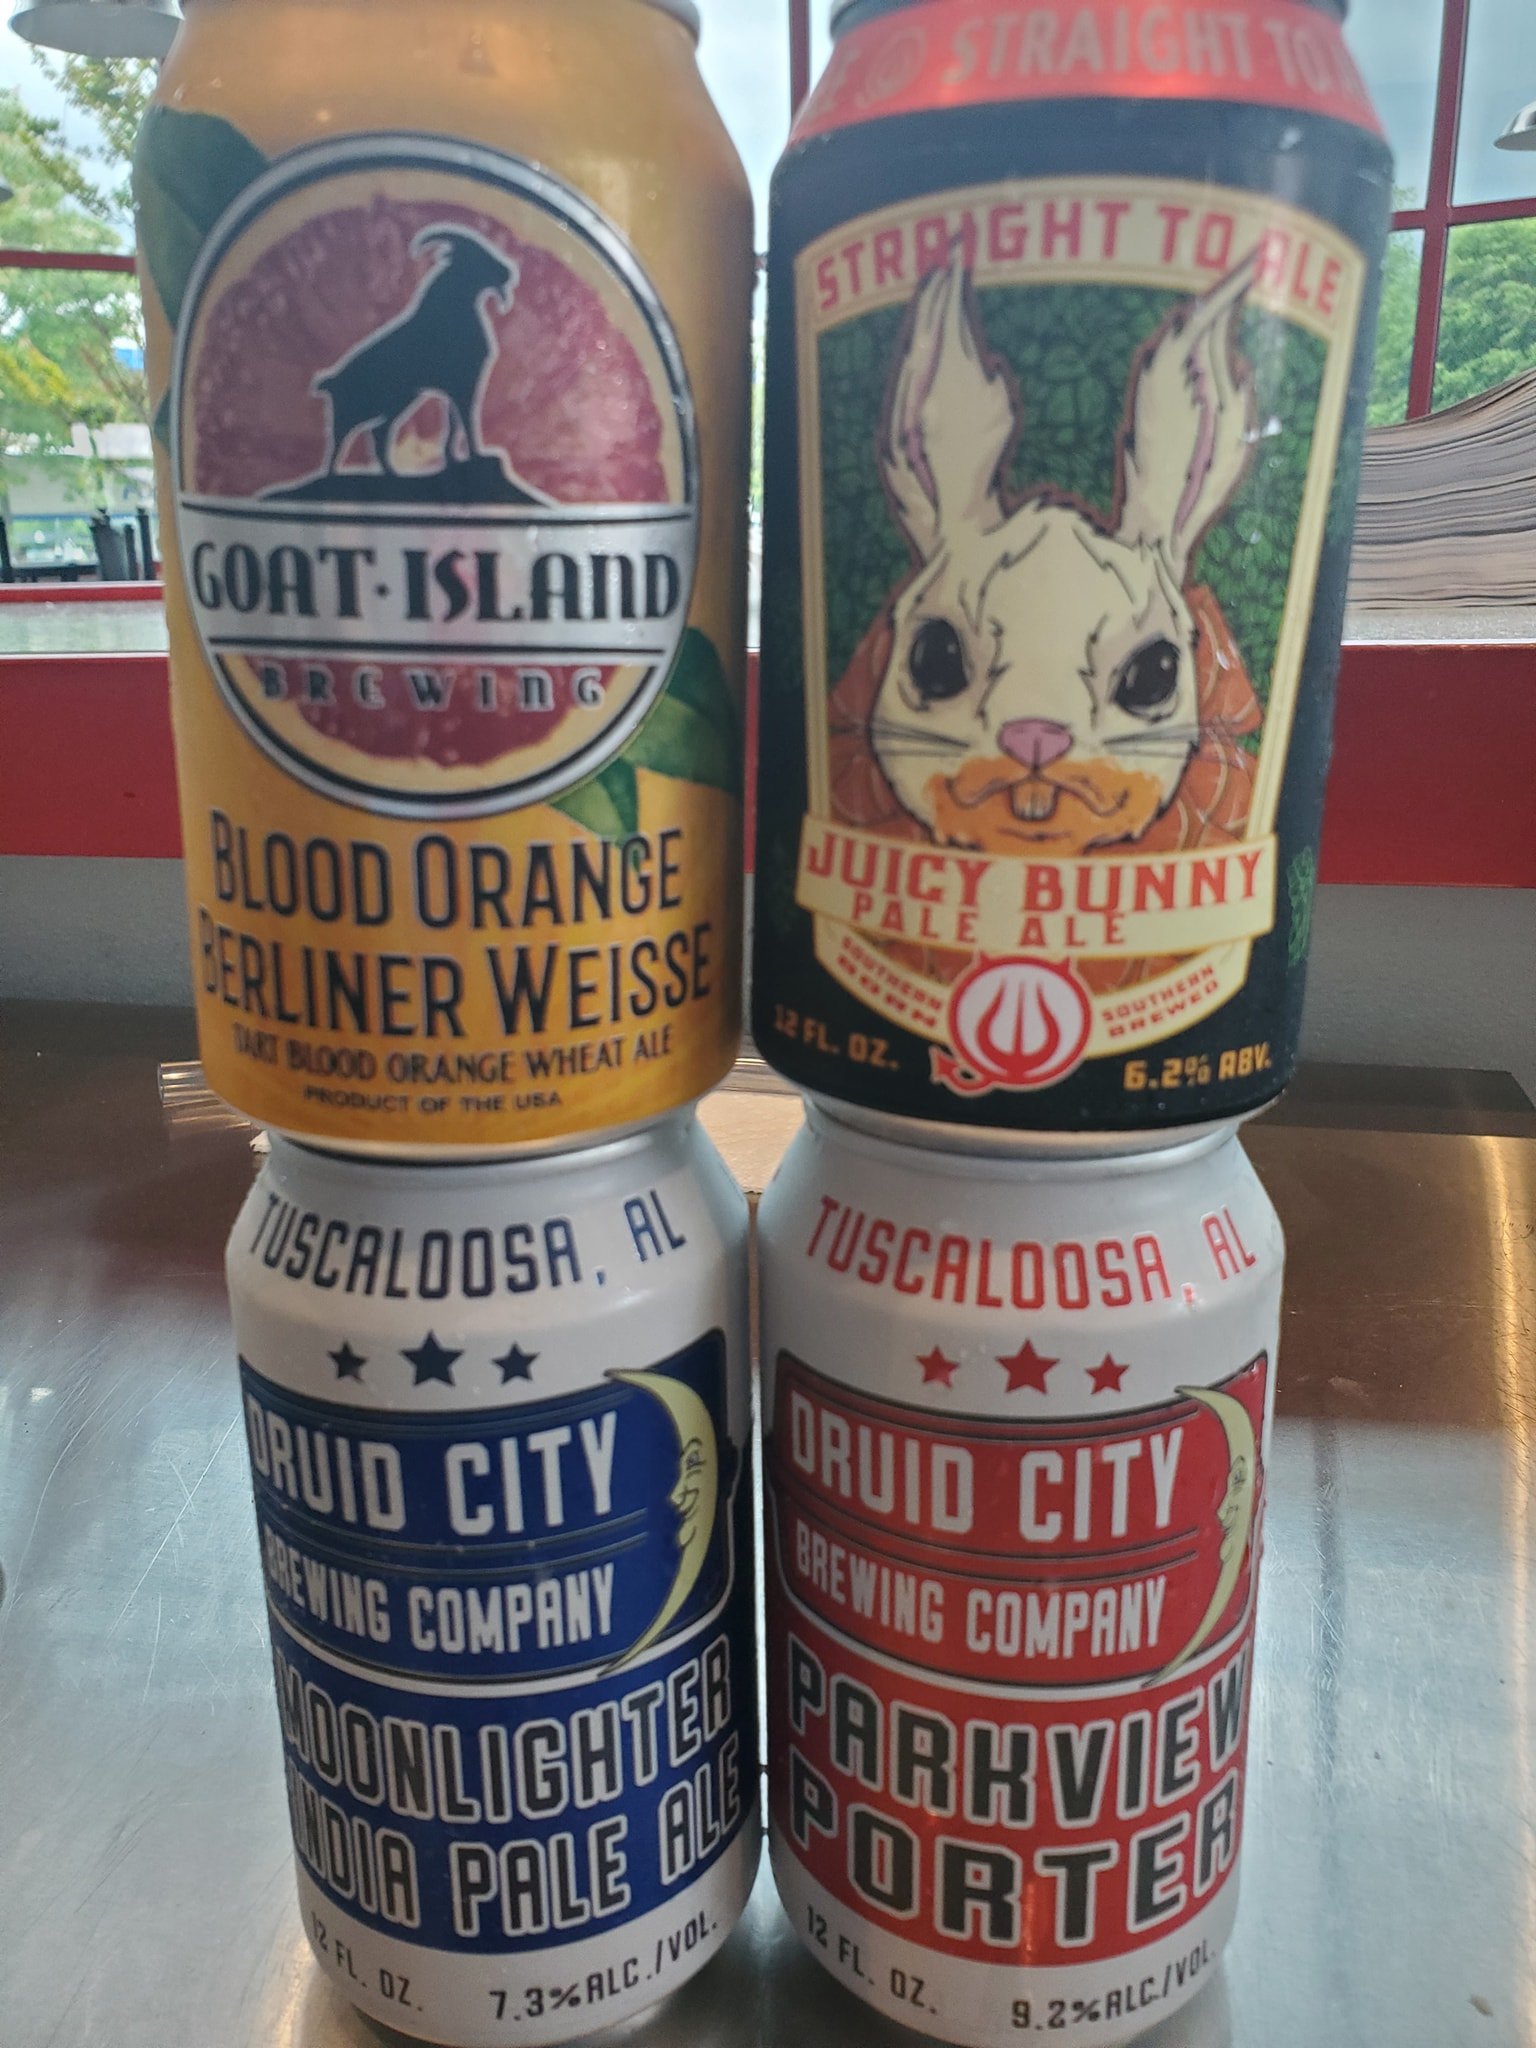 GOAT·ISLAND
BREWING
BLOOD ORANGE
BERLINER WEISSE
TART BLOOD ORANGE WHEAT ALE
PRODUCT OF THE USA
STRAIGHT TO
STRAIGHT TO ALE
JUICY BUNNY
PALE ALE
SOUTHERN
BORN
SOUTHERN
BREWED
12 FL. OZ.
6.2% ABV.
TUSCALOOSA, AL
DRUID CITY
BREWING COMPANY
MOONLIGHTER
INDIA PALE ALE
12 FL. OZ.
7.3%ALC./VOL.
TUSCALOOSA, AL
DRUID CITY
BREWING COMPANY
PARKVIEW
PORTER
12 FL. OZ.
9.2%ALC./VOL.